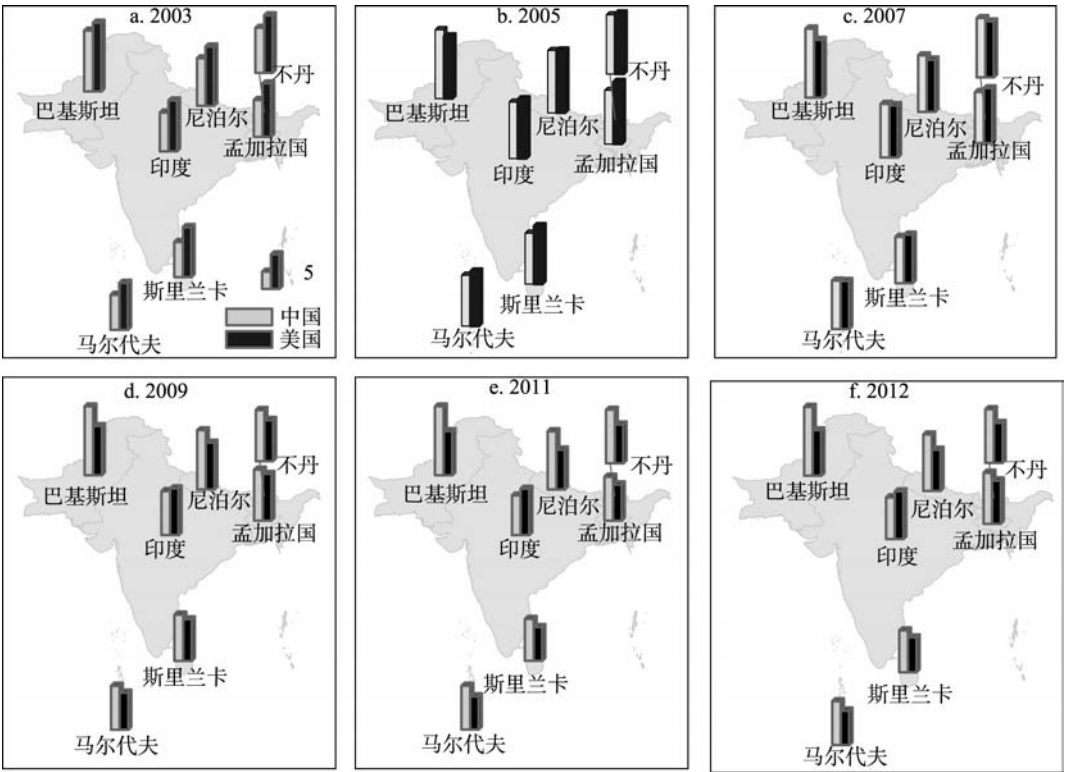 a. 2003
巴基斯坦
尼泊尔
不丹
印度
孟加拉国
斯里兰卡
马尔代夫
5
中国
美国
b. 2005
巴基斯坦
尼泊尔
不丹
印度
孟加拉国
斯里兰卡
马尔代夫
c. 2007
巴基斯坦
尼泊尔
不丹
印度
孟加拉国
斯里兰卡
马尔代夫
d. 2009
巴基斯坦
尼泊尔
不丹
印度
孟加拉国
斯里兰卡
马尔代夫
e. 2011
巴基斯坦
尼泊尔
不丹
印度
孟加拉国
斯里兰卡
马尔代夫
f. 2012
巴基斯坦
尼泊尔
不丹
印度
孟加拉国
斯里兰卡
马尔代夫